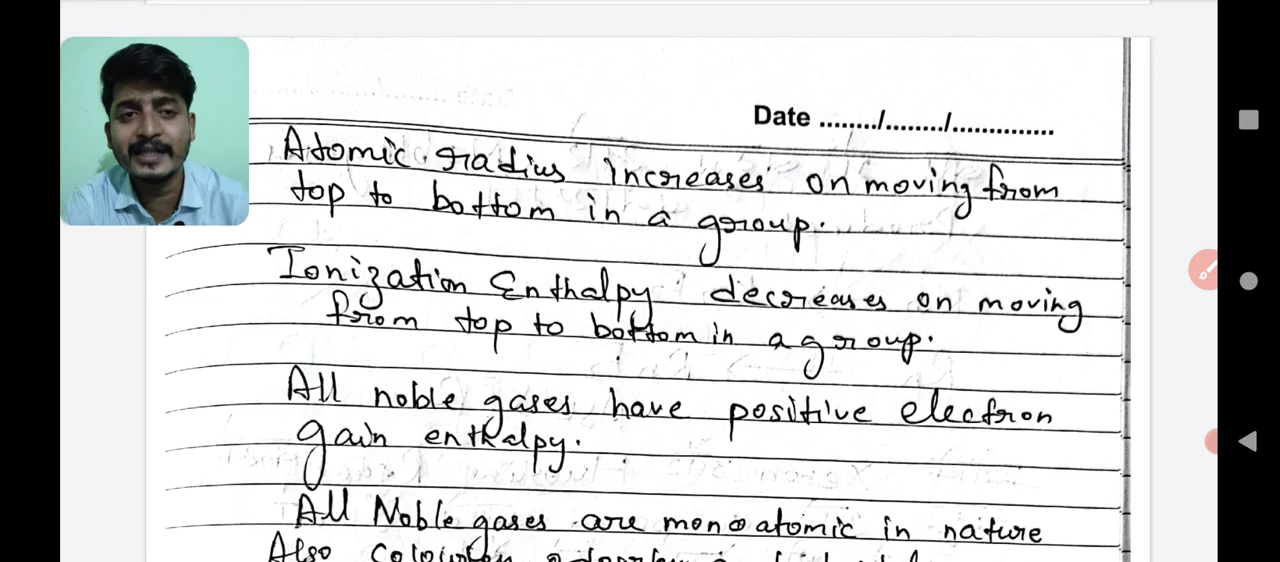 Date ......../......../..............
Atomic radius Increases on moving from
top to bottom in a group.
Ionization Enthalpy decreases on moving
from top to bottom in a group.
All noble gases have positive electron
gain enthalpy.
All Noble gases are monoatomic in nature
Also